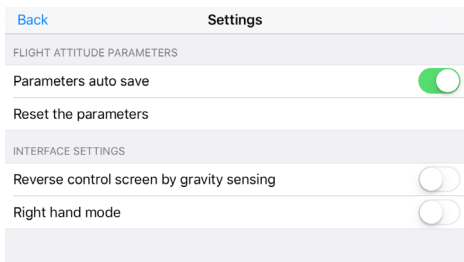 Back Settings
FLIGHT ATTITUDE PARAMETERS
Parameters auto save
Reset the parameters
INTERFACE SETTINGS
Reverse control screen by gravity sensing
Right hand mode